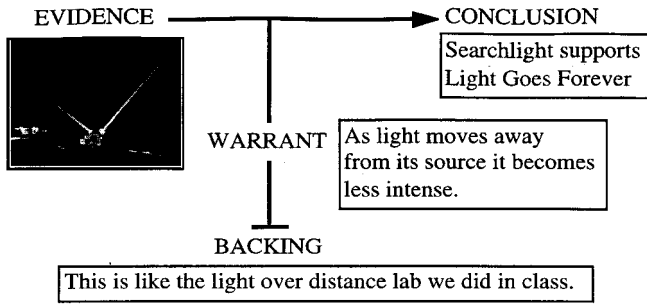 EVIDENCE
CONCLUSION
Searchlight supports
Light Goes Forever
WARRANT
As light moves away
from its source it becomes
less intense.
BACKING
This is like the light over distance lab we did in class.